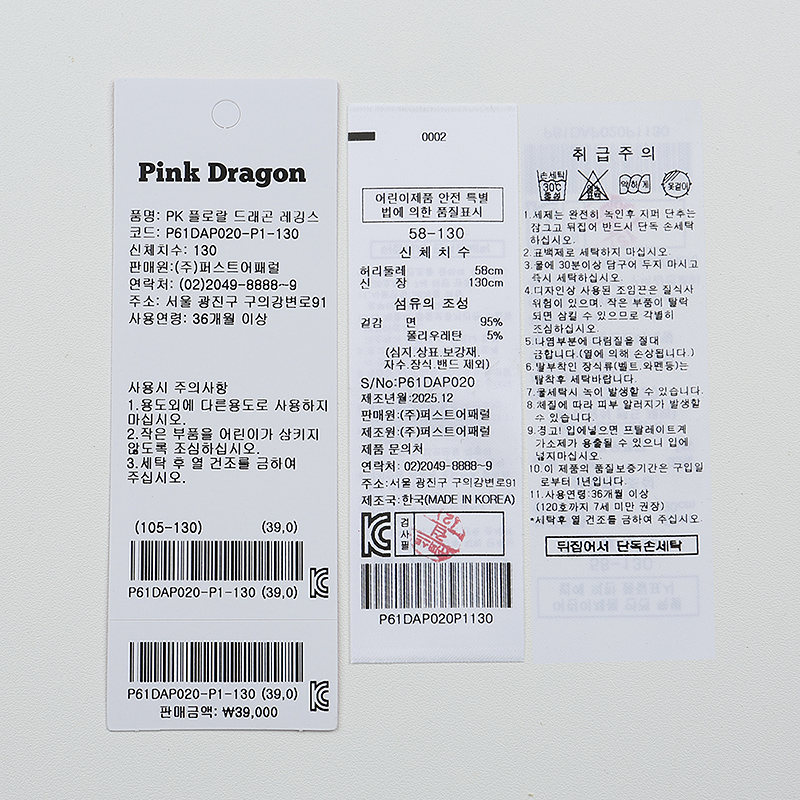 Pink Dragon
품명: PK 플로랄 드래곤 레깅스
코드: P61DAP020-P1-130
신체치수: 130
판매원:(주)퍼스트어패럴
연락처: (02)2049-8888~9
주소: 서울 광진구 구의강변로91
사용연령: 36개월 이상
사용시 주의사항
1.용도외에 다른용도로 사용하지
마십시오.
2.작은 부품을 어린이가 삼키지
않도록 조심하십시오.
3.세탁 후 열 건조를 금하여
주십시오.
(105-130) (39,0)
P61DAP020-P1-130 (39,0)
P61DAP020-P1-130 (39,0)
판매금액: ₩39,000
0002
어린이제품 안전 특별
법에 의한 품질표시
58-130
신체치수
허리둘레 58cm
신 장 130cm
섬유의 조성
겉감 면 95%
폴리우레탄 5%
(심지.상표.보강재.
자수.장식.밴드 제외)
S/No:P61DAP020
제조년월:2025.12
판매원:(주)퍼스트어패럴
제조원:(주)퍼스트어패럴
제품 문의처
연락처: 02)2049-8888~9
주소:서울 광진구 구의강변로91
제조국:한국(MADE IN KOREA)
검사필
P61DAP020P1130
취급주의
손세탁
30℃
중성
약하게
옷걸이
1.세제는 완전히 녹인후 지퍼 단추는
잠그고 뒤집어 반드시 단독 손세탁
하십시오.
2.표백제로 세탁하지 마십시오.
3.물에 30분이상 담구어 두지 마시고
즉시 세탁하십시오.
4.디자인상 사용된 조임끈은 질식사
위험이 있으며, 작은 부품이 탈락
되면 삼킬 수 있으므로 각별히
조심하십시오.
5.나염부분에 다림질을 절대
금합니다.(열에 의해 손상됩니다.)
6.탈부착인 장식류(벨트.와펜등)는
탈착후 세탁바랍니다.
7.물세탁시 녹이 발생할 수 있습니다.
8.체질에 따라 피부 알러지가 발생할
수 있습니다.
9.경고! 입에넣으면 프탈레이트계
가소제가 용출될 수 있으니 입에
넣지마십시오.
10.이 제품의 품질보증기간은 구입일
로부터 1년입니다.
11.사용연령:36개월 이상
(120호까지 7세 미만 권장)
*세탁후 열 건조를 금하여 주십시오.
뒤집어서 단독손세탁